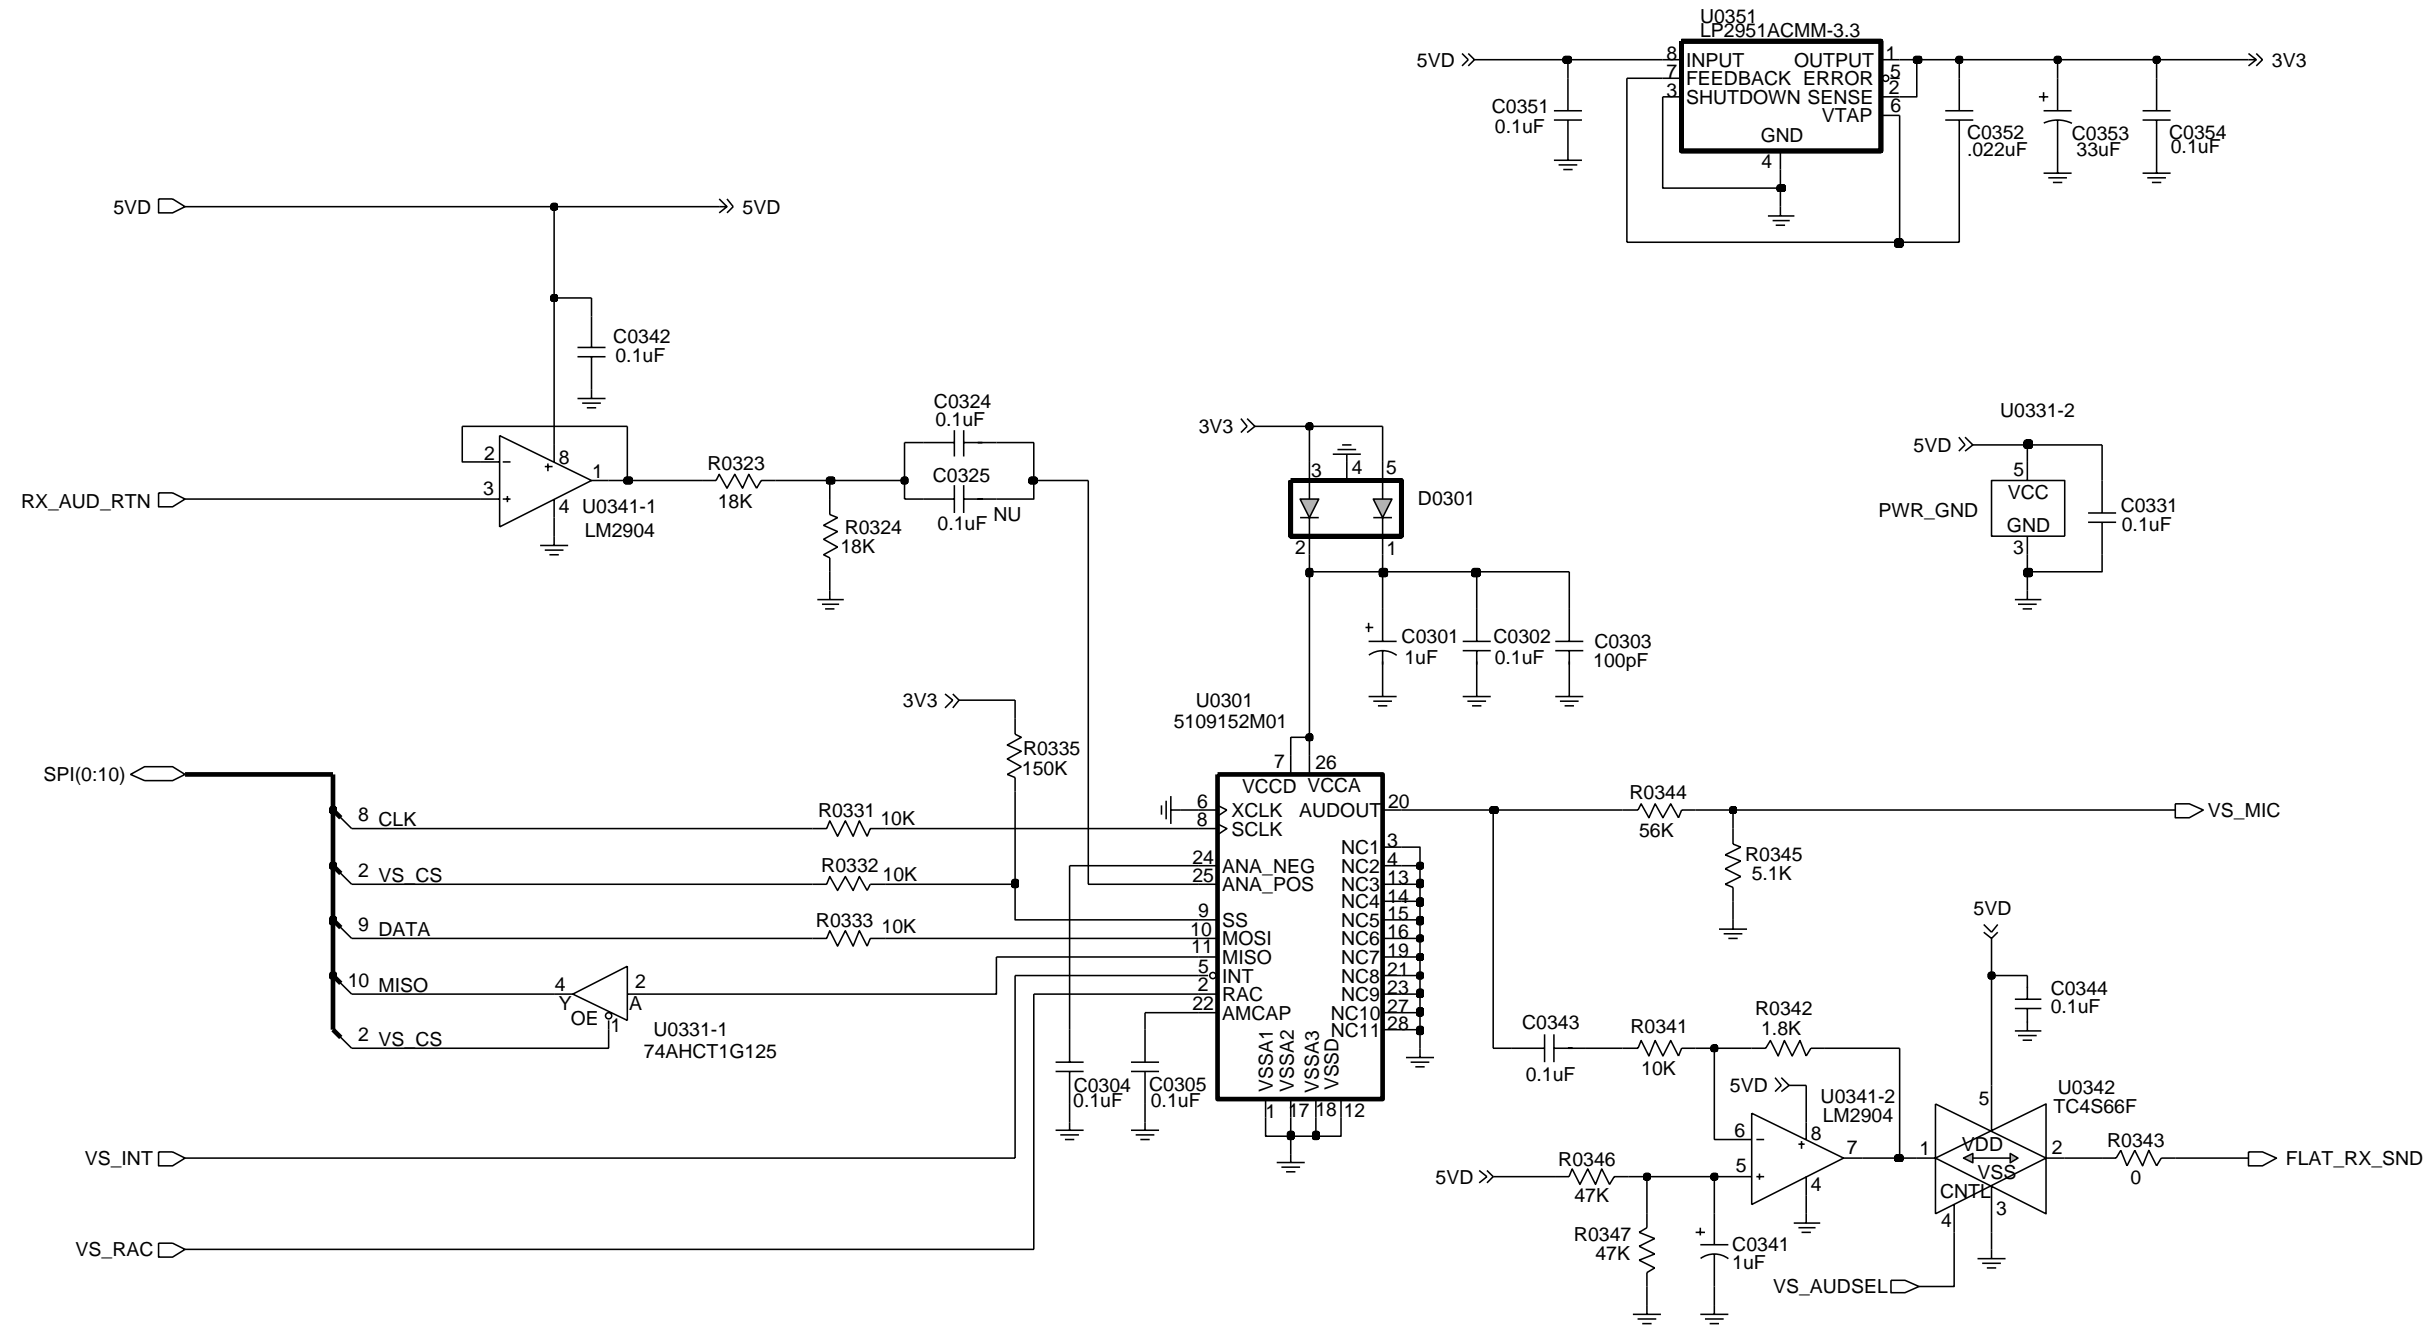 U0351
LP2951ACMM-3.3
5VD
8
INPUT
OUTPUT
1
3V3
7
FEEDBACK
ERROR
5
3
SHUTDOWN
SENSE
2
VTAP
6
GND
4
C0351
0.1uF
C0352
.022uF
+
C0353
33uF
C0354
0.1uF
5VD
5VD
C0342
0.1uF
2
−
+
8
1
3
+
4
RX_AUD_RTN
U0341-1
LM2904
R0323
18K
R0324
18K
C0324
0.1uF
C0325
0.1uF
NU
3V3
3
4
5
D0301
2
1
+
C0301
1uF
C0302
0.1uF
C0303
100pF
U0331-2
5VD
5
VCC
PWR_GND
GND
3
C0331
0.1uF
3V3
R0335
150K
U0301
5109152M01
7
26
VCCD
VCCA
SPI(0:10)
8
CLK
R0331
10K
2
VS_CS
R0332
10K
9
DATA
R0333
10K
10
MISO
4
Y
2
A
OE
1
2
VS_CS
U0331-1
74AHCT1G125
6
XCLK
8
SCLK
24
ANA_NEG
25
ANA_POS
9
SS
10
MOSI
11
MISO
5
INT
2
RAC
22
AMCAP
AUDOUT
20
NC1
3
NC2
4
NC3
13
NC4
14
NC5
15
NC6
16
NC7
19
NC8
21
NC9
23
NC10
27
NC11
28
VSSA1
VSSA2
VSSA3
VSSD
1
17
18
12
C0304
0.1uF
C0305
0.1uF
VS_INT
VS_RAC
R0344
56K
VS_MIC
R0345
5.1K
5VD
C0344
0.1uF
C0343
0.1uF
R0341
10K
R0342
1.8K
5VD
U0341-2
LM2904
6
−
8
+
7
5
+
4
5VD
R0346
47K
R0347
47K
+
C0341
1uF
5
U0342
TC4S66F
1
VDD
VSS
2
CNTL
4
3
R0343
0
FLAT_RX_SND
VS_AUDSEL